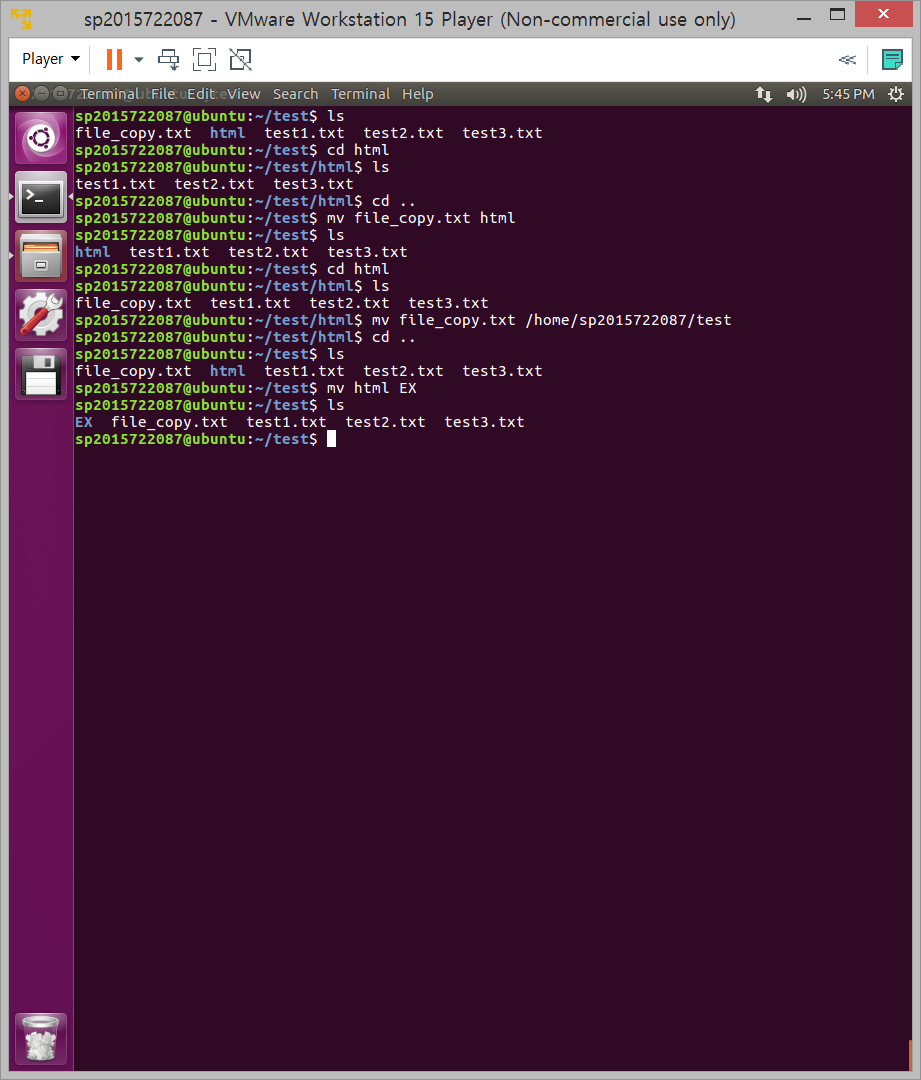 sp2015722087 - VMware Workstation 15 Player (Non-commercial use only)
Player
Terminal File Edit View Search Terminal Help 5:45 PM
sp2015722087@ubuntu:~/test$ ls
file_copy.txt  html  test1.txt  test2.txt  test3.txt
sp2015722087@ubuntu:~/test$ cd html
sp2015722087@ubuntu:~/test/html$ ls
test1.txt  test2.txt  test3.txt
sp2015722087@ubuntu:~/test/html$ cd ..
sp2015722087@ubuntu:~/test$ mv file_copy.txt html
sp2015722087@ubuntu:~/test$ ls
html  test1.txt  test2.txt  test3.txt
sp2015722087@ubuntu:~/test$ cd html
sp2015722087@ubuntu:~/test/html$ ls
file_copy.txt  test1.txt  test2.txt  test3.txt
sp2015722087@ubuntu:~/test/html$ mv file_copy.txt /home/sp2015722087/test
sp2015722087@ubuntu:~/test/html$ cd ..
sp2015722087@ubuntu:~/test$ ls
file_copy.txt  html  test1.txt  test2.txt  test3.txt
sp2015722087@ubuntu:~/test$ mv html EX
sp2015722087@ubuntu:~/test$ ls
EX  file_copy.txt  test1.txt  test2.txt  test3.txt
sp2015722087@ubuntu:~/test$